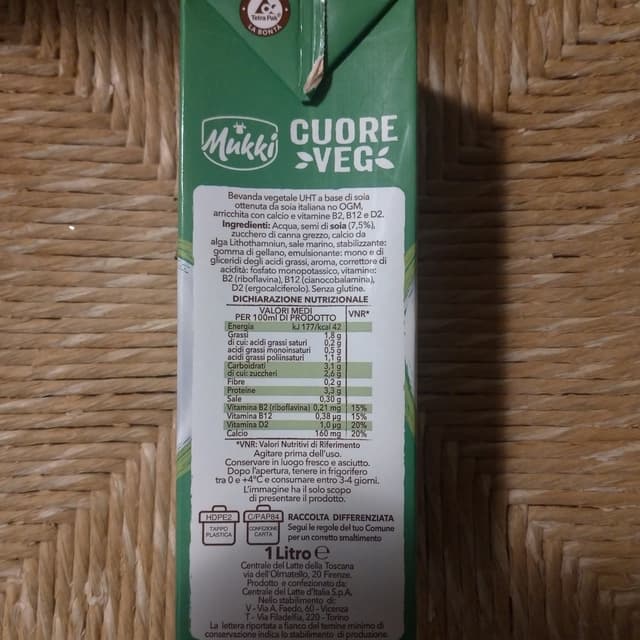 Tetra Pak
LA BONTÀ
Mukki
CUORE
VEG
Bevanda vegetale UHT a base di soia
ottenuta da soia italiana no OGM,
arricchita con calcio e vitamine B2, B12 e D2.
Ingredienti: Acqua, semi di soia (7,5%),
zucchero di canna grezzo, calcio da
alga Lithothamniun, sale marino, stabilizzante:
gomma di gellano, emulsionante: mono e di-
gliceridi degli acidi grassi, aroma, correttore di
acidità: fosfato monopotassico, vitamine:
B2 (riboflavina), B12 (cianocobalamina),
D2 (ergocalciferolo). Senza glutine.
DICHIARAZIONE NUTRIZIONALE
VALORI MEDI
PER 100ml DI PRODOTTO VNR*
Energia kJ 177/kcal 42
Grassi 1,8 g
di cui: acidi grassi saturi 0,2 g
acidi grassi monoinsaturi 0,5 g
acidi grassi poliinsaturi 1,1 g
Carboidrati 3,1 g
di cui: zuccheri 2,6 g
Fibre 0,2 g
Proteine 3,3 g
Sale 0,30 g
Vitamina B2 (riboflavina) 0,21 mg 15%
Vitamina B12 0,38 µg 15%
Vitamina D2 1,0 µg 20%
Calcio 160 mg 20%
*VNR: Valori Nutritivi di Riferimento
Agitare prima dell'uso.
Conservare in luogo fresco e asciutto.
Dopo l'apertura, tenere in frigorifero
tra 0 e +4°C e consumare entro 3-4 giorni.
L'immagine ha il solo scopo
di presentare il prodotto.
HDPE2
TAPPO
PLASTICA
C/PAP84
CONFEZIONE
CARTA
RACCOLTA DIFFERENZIATA
Segui le regole del tuo Comune
per un corretto smaltimento
1 Litro ℮
Centrale del Latte della Toscana
via dell'Olmatello, 20 Firenze.
Prodotto e confezionato da:
Centrale del Latte d'Italia S.p.A.
Nello stabilimento di:
V - Via A. Faedo, 60 - Vicenza
T - Via Filadelfia, 220 - Torino
La lettera riportata a fianco del termine minimo di
conservazione indica lo stabilimento di produzione.